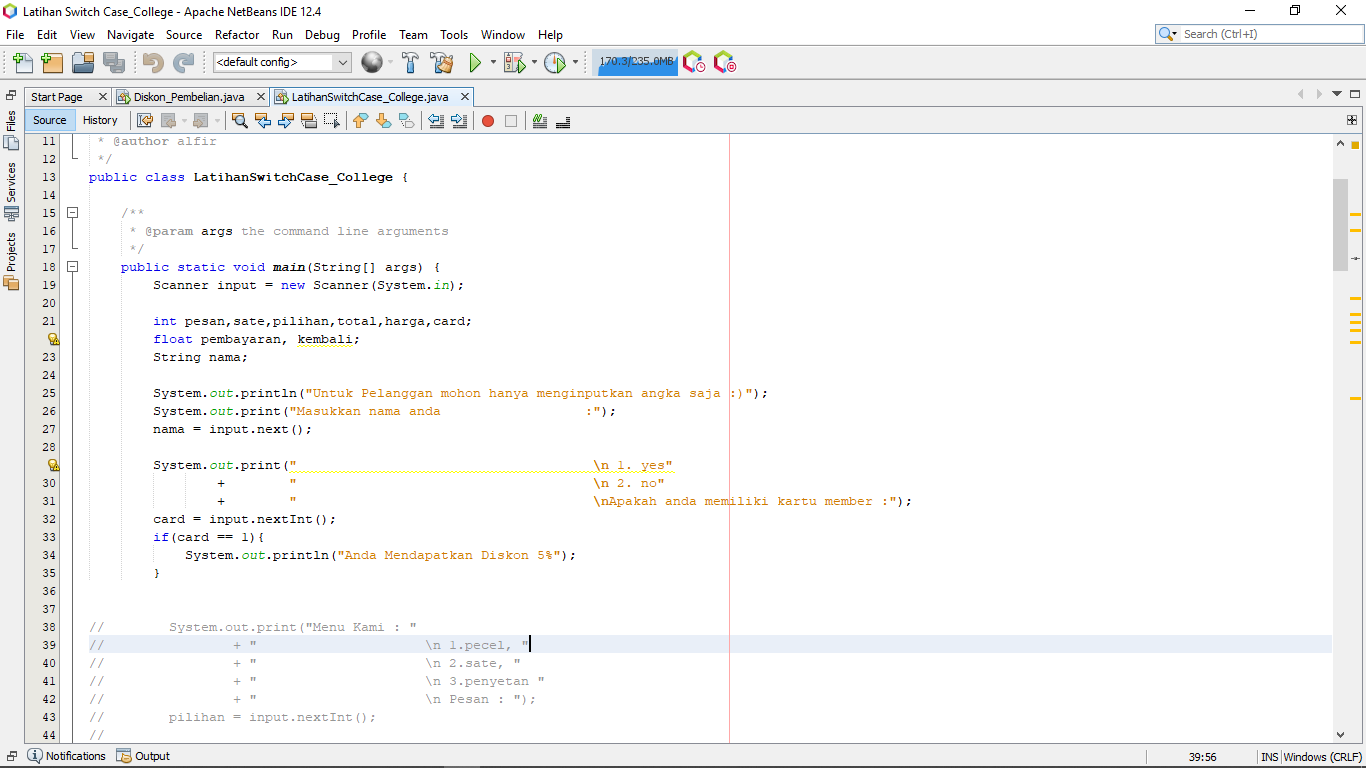 Latihan Switch Case_College - Apache NetBeans IDE 12.4
File Edit View Navigate Source Refactor Run Debug Profile Team Tools Window Help
Search (Ctrl+I)
<default config>
170.3/235.0MB
Start Page Diskon_Pembelian.java LatihanSwitchCase_College.java
Source History
Files
Services
Projects
11 * @author alfir
12 */
13 public class LatihanSwitchCase_College {
14
15 /**
16 * @param args the command line arguments
17 */
18 public static void main(String[] args) {
19 Scanner input = new Scanner(System.in);
20
21 int pesan,sate,pilihan,total,harga,card;
float pembayaran, kembali;
23 String nama;
24
25 System.out.println("Untuk Pelanggan mohon hanya menginputkan angka saja :)");
26 System.out.print("Masukkan nama anda :");
27 nama = input.next();
28
System.out.print(" \n 1. yes"
30 + " \n 2. no"
31 + " \nApakah anda memiliki kartu member :");
32 card = input.nextInt();
33 if(card == 1){
34 System.out.println("Anda Mendapatkan Diskon 5%");
35 }
36
37
38 // System.out.print("Menu Kami : "
39 // + " \n 1.pecel, "
40 // + " \n 2.sate, "
41 // + " \n 3.penyetan "
42 // + " \n Pesan : ");
43 // pilihan = input.nextInt();
44 //
Notifications Output
39:56 INS Windows (CRLF)